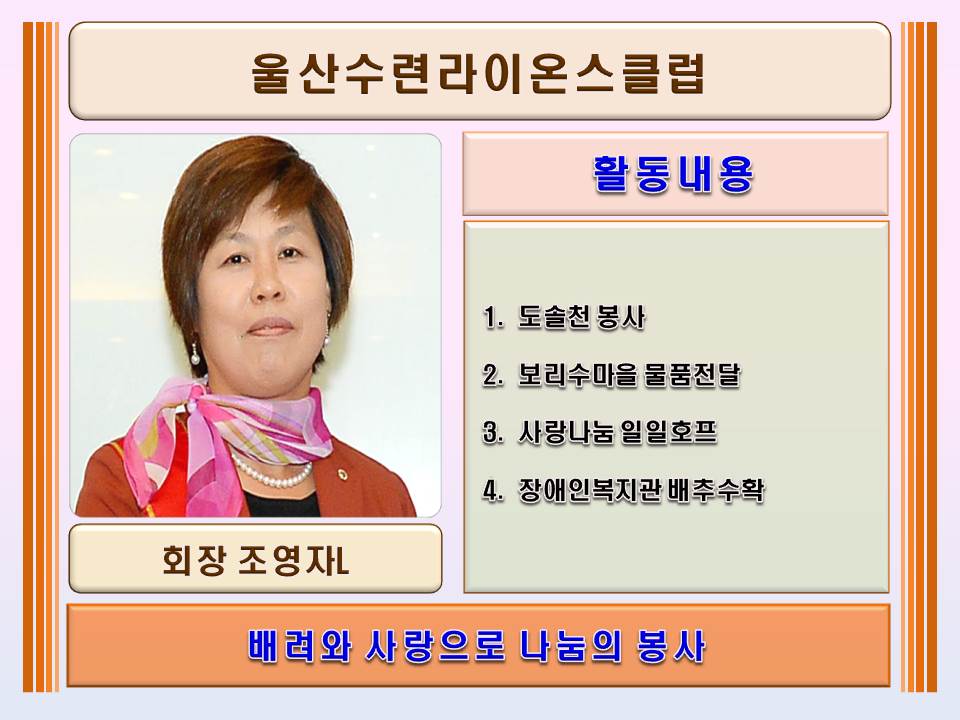 울산수련라이온스클럽
활동내용
1. 도솔천 봉사
2. 보리수마을 물품전달
3. 사랑나눔 일일호프
4. 장애인복지관 배추수확
회장 조영자L
배려와 사랑으로 나눔의 봉사